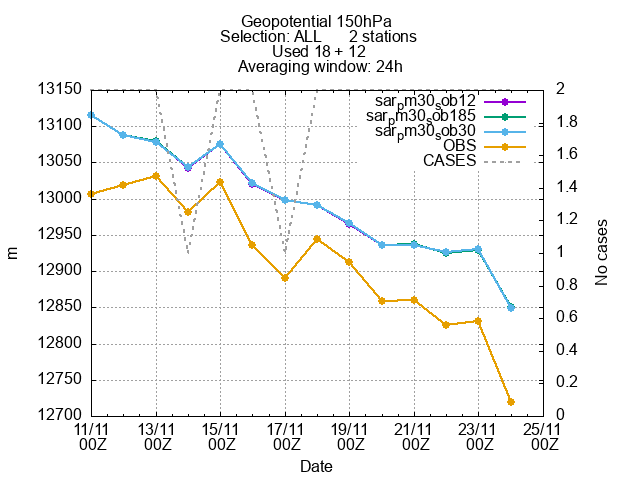 Geopotential 150hPa
Selection: ALL 2 stations
Used 18 + 12
Averaging window: 24h
sarpm30sob12
sarpm30sob185
sarpm30sob30
OBS
CASES
13150
13100
13050
13000
12950
12900
12850
12800
12750
12700
m
2
1.8
1.6
1.4
1.2
1
0.8
0.6
0.4
0.2
0
No cases
11/11 13/11 15/11 17/11 19/11 21/11 23/11 25/11
00Z 00Z 00Z 00Z 00Z 00Z 00Z 00Z
Date